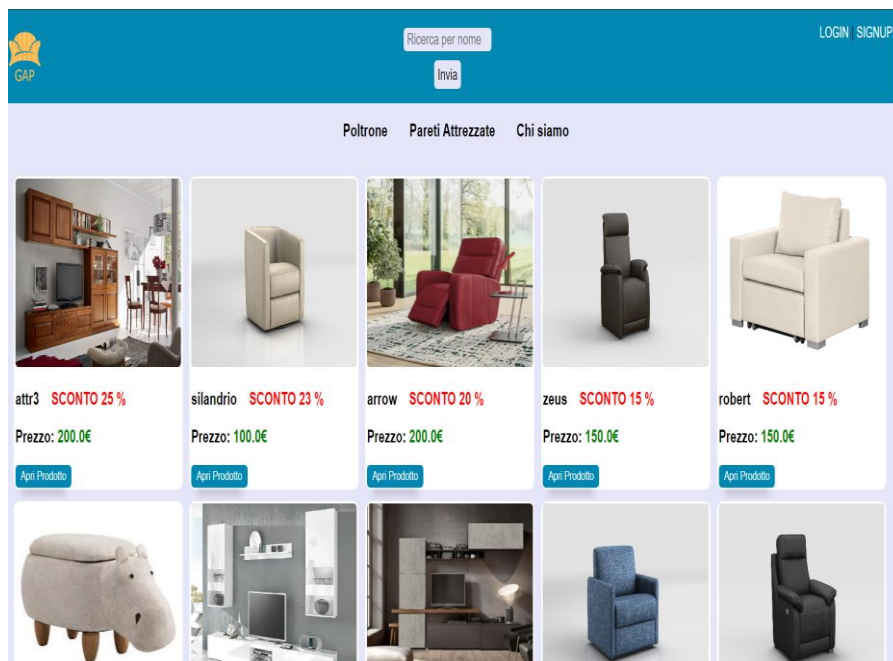 GAP
Ricerca per nome
Invia
LOGIN | SIGNUP
Poltrone Pareti Attrezzate Chi siamo
attr3 SCONTO 25 %
Prezzo: 200.0€
Apri Prodotto
silandrio SCONTO 23 %
Prezzo: 100.0€
Apri Prodotto
arrow SCONTO 20 %
Prezzo: 200.0€
Apri Prodotto
zeus SCONTO 15 %
Prezzo: 150.0€
Apri Prodotto
robert SCONTO 15 %
Prezzo: 150.0€
Apri Prodotto